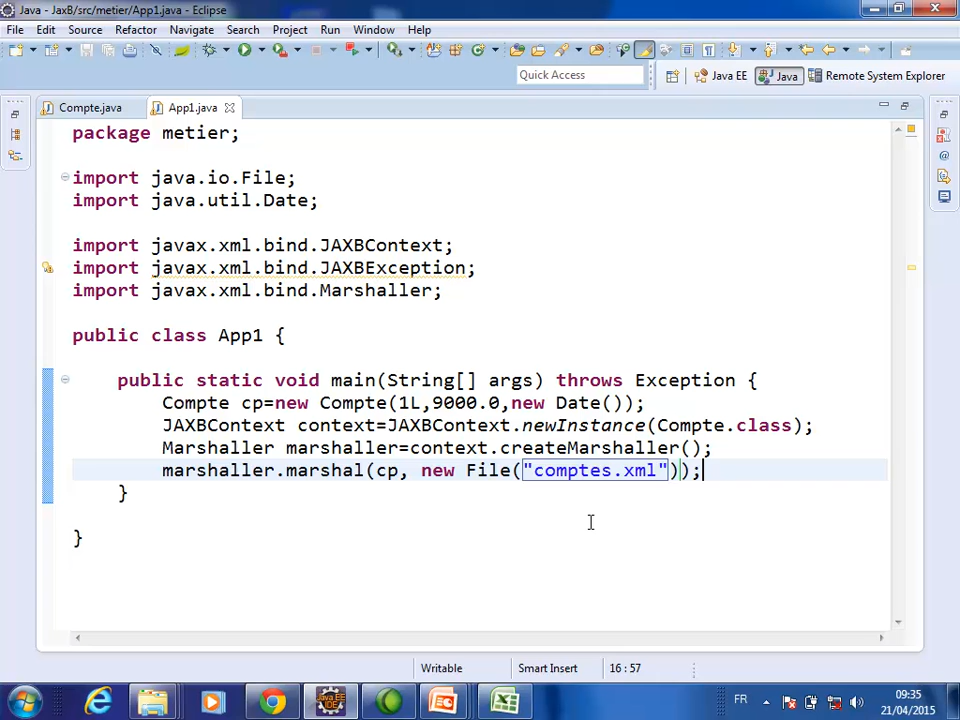 Java - JaxB/src/metier/App1.java - Eclipse
File Edit Source Refactor Navigate Search Project Run Window Help
Quick Access
Java EE
Java
Remote System Explorer
Compte.java
App1.java
package metier;
import java.io.File;
import java.util.Date;
import javax.xml.bind.JAXBContext;
import javax.xml.bind.JAXBException;
import javax.xml.bind.Marshaller;
public class App1 {
public static void main(String[] args) throws Exception {
Compte cp=new Compte(1L,9000.0,new Date());
JAXBContext context=JAXBContext.newInstance(Compte.class);
Marshaller marshaller=context.createMarshaller();
marshaller.marshal(cp, new File("comptes.xml"));
}
}
Writable
Smart Insert
16 : 57
Java EE
IDE
FR
09:35
21/04/2015